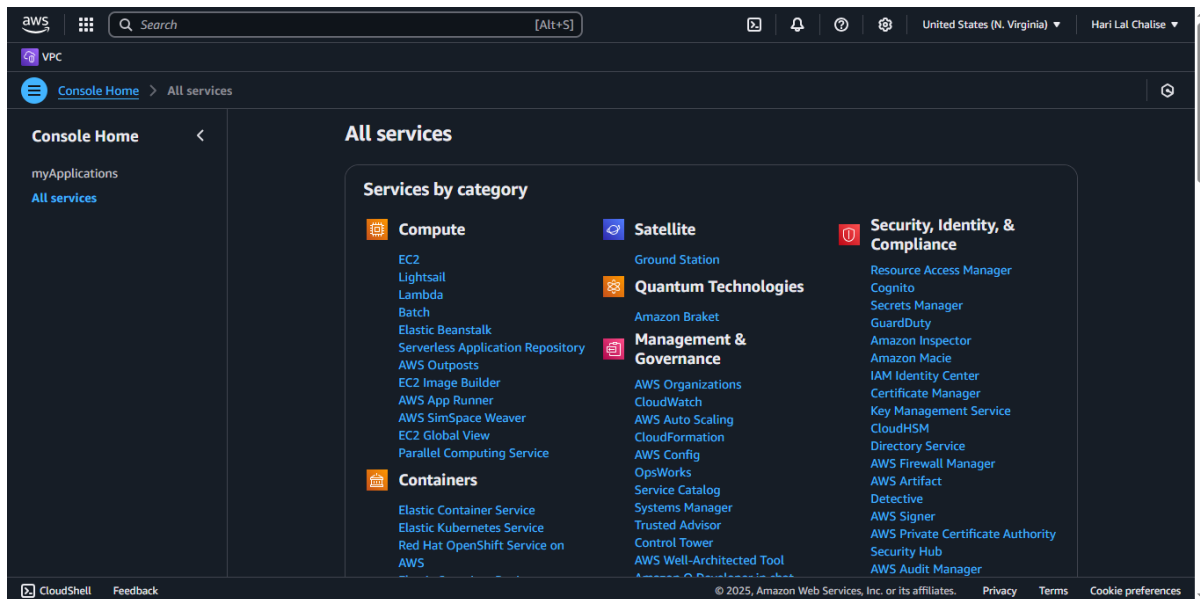 aws
Search [Alt+S]
United States (N. Virginia) ▼
Hari Lal Chalise ▼
VPC
Console Home > All services
Console Home
myApplications
All services
All services
Services by category
Compute
EC2
Lightsail
Lambda
Batch
Elastic Beanstalk
Serverless Application Repository
AWS Outposts
EC2 Image Builder
AWS App Runner
AWS SimSpace Weaver
EC2 Global View
Parallel Computing Service
Containers
Elastic Container Service
Elastic Kubernetes Service
Red Hat OpenShift Service on
AWS
Satellite
Ground Station
Quantum Technologies
Amazon Braket
Management &
Governance
AWS Organizations
CloudWatch
AWS Auto Scaling
CloudFormation
AWS Config
OpsWorks
Service Catalog
Systems Manager
Trusted Advisor
Control Tower
AWS Well-Architected Tool
Amazon Q Developer in chat
Security, Identity, &
Compliance
Resource Access Manager
Cognito
Secrets Manager
GuardDuty
Amazon Inspector
Amazon Macie
IAM Identity Center
Certificate Manager
Key Management Service
CloudHSM
Directory Service
AWS Firewall Manager
AWS Artifact
Detective
AWS Signer
AWS Private Certificate Authority
Security Hub
AWS Audit Manager
CloudShell Feedback
© 2025, Amazon Web Services, Inc. or its affiliates. Privacy Terms Cookie preferences